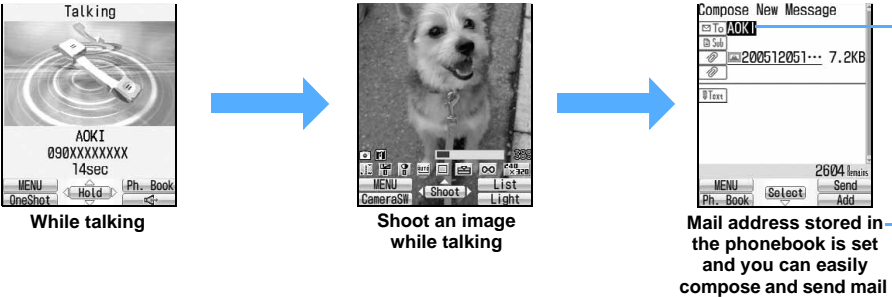 Talking
AOKI
090XXXXXXXX
14sec
MENU
Hold
Ph. Book
OneShot
While talking
MENU
Shoot
List
CameraSW
Light
Shoot an image
while talking
Compose New Message
To AOKI
Sub
200512051··· 7.2KB
Text
2604 Remains
MENU
Select
Send
Ph. Book
Add
Mail address stored in
the phonebook is set
and you can easily
compose and send mail